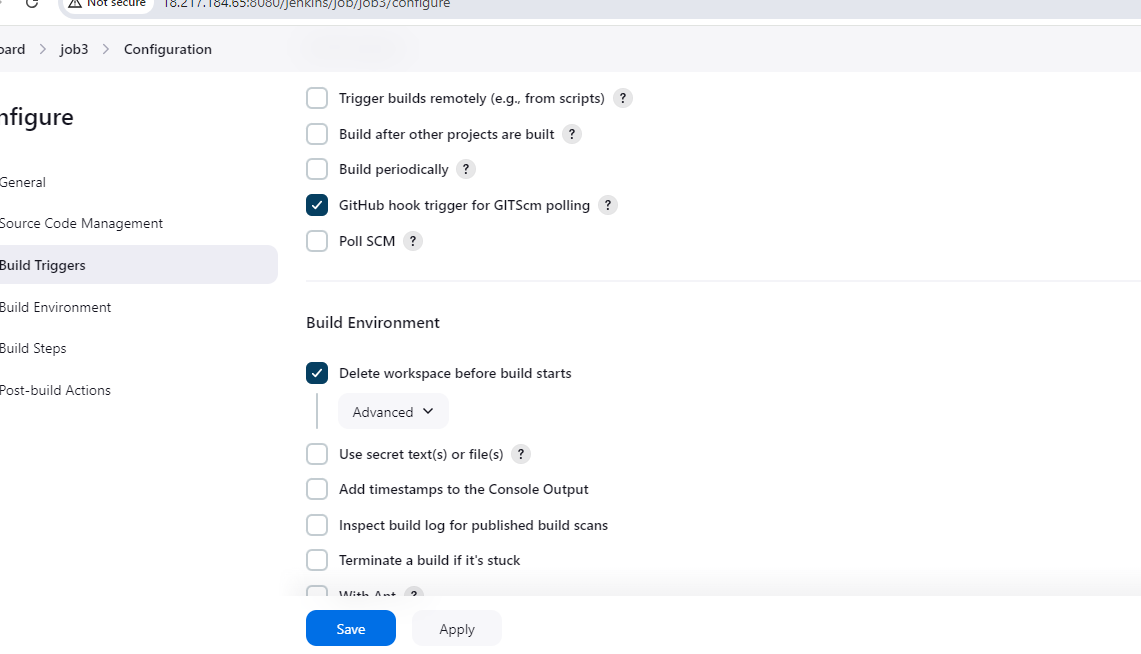 Not secure 18.217.184.65:8080/jenkins/job/job3/configure
oard > job3 > Configuration
nfigure
General
Source Code Management
Build Triggers
Build Environment
Build Steps
Post-build Actions
Trigger builds remotely (e.g., from scripts) ?
Build after other projects are built ?
Build periodically ?
GitHub hook trigger for GITScm polling ?
Poll SCM ?
Build Environment
Delete workspace before build starts
Advanced
Use secret text(s) or file(s) ?
Add timestamps to the Console Output
Inspect build log for published build scans
Terminate a build if it's stuck
With Ant ?
Save Apply